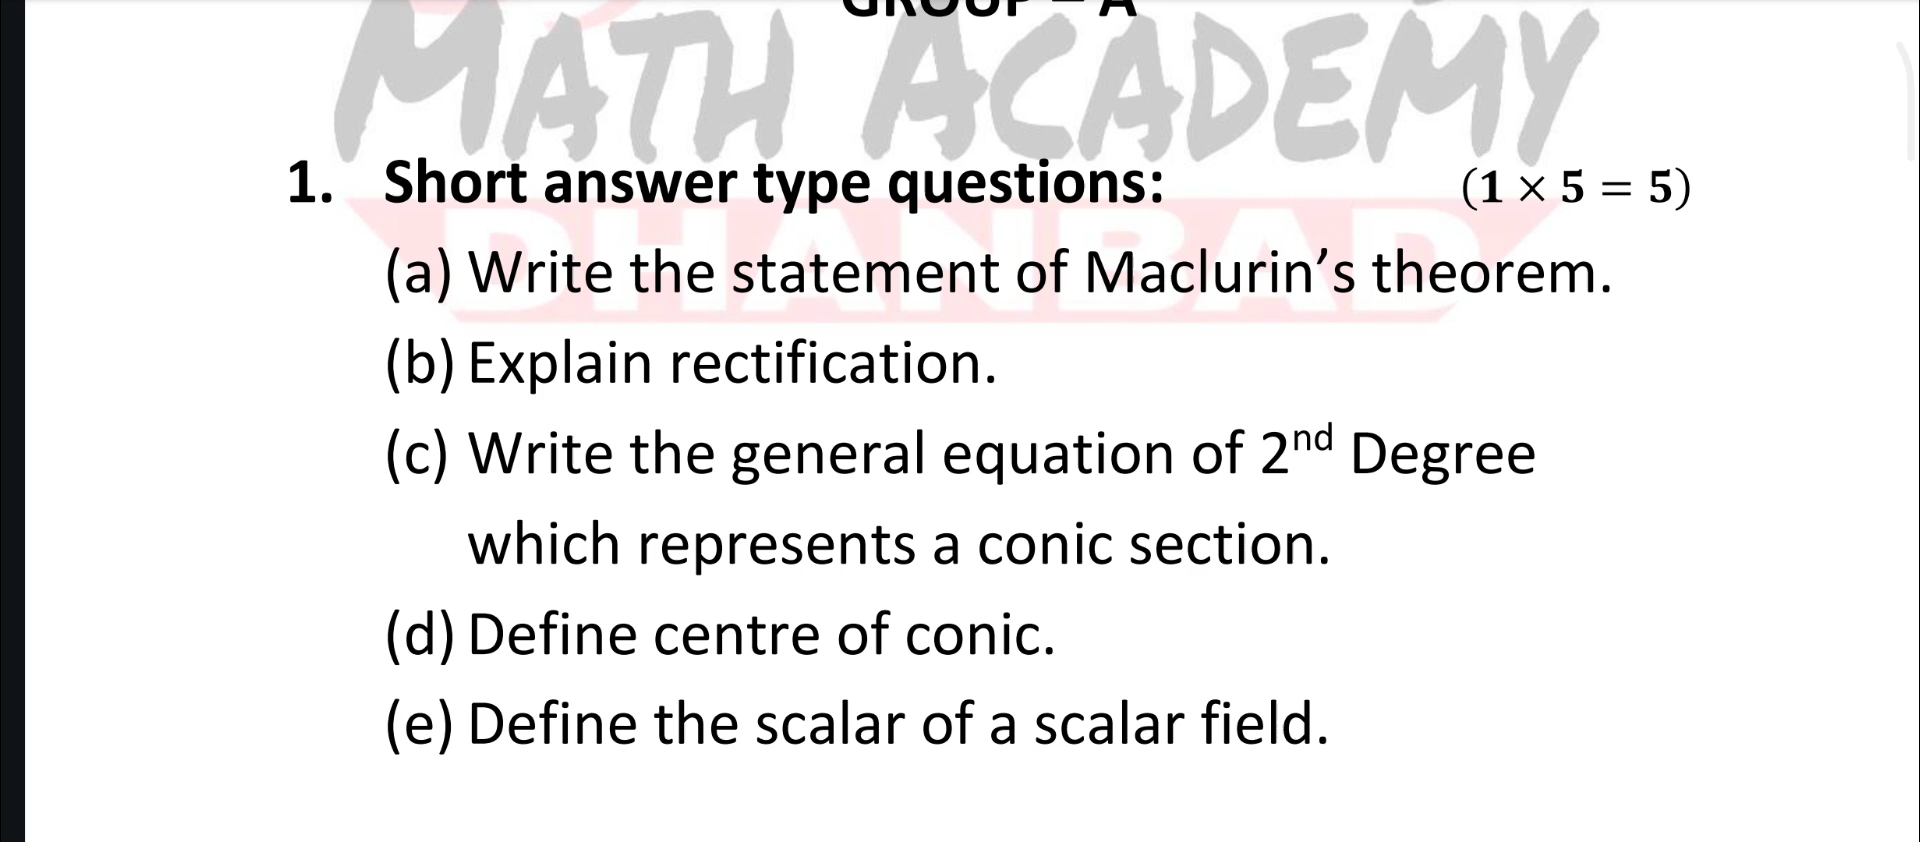 GROUP – A
MATH ACADEMY
DHANBAD
1. Short answer type questions: (1 × 5 = 5)
(a) Write the statement of Maclurin’s theorem.
(b) Explain rectification.
(c) Write the general equation of 2nd Degree
which represents a conic section.
(d) Define centre of conic.
(e) Define the scalar of a scalar field.